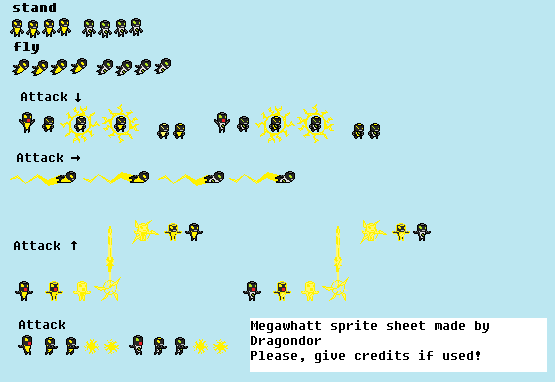 stand
fly
Attack ↓
Attack →
Attack ↑
Attack
Megawhatt sprite sheet made by
Dragondor
Please, give credits if used!